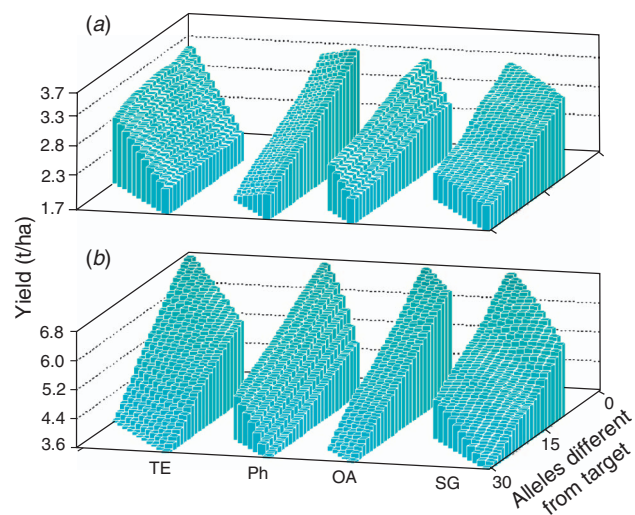 (a)
3.7
3.3
2.8
2.3
1.7
Yield (t/ha)
(b)
6.8
6.0
5.2
4.4
3.6
TE
Ph
OA
SG
30
15
0
Alleles different
from target